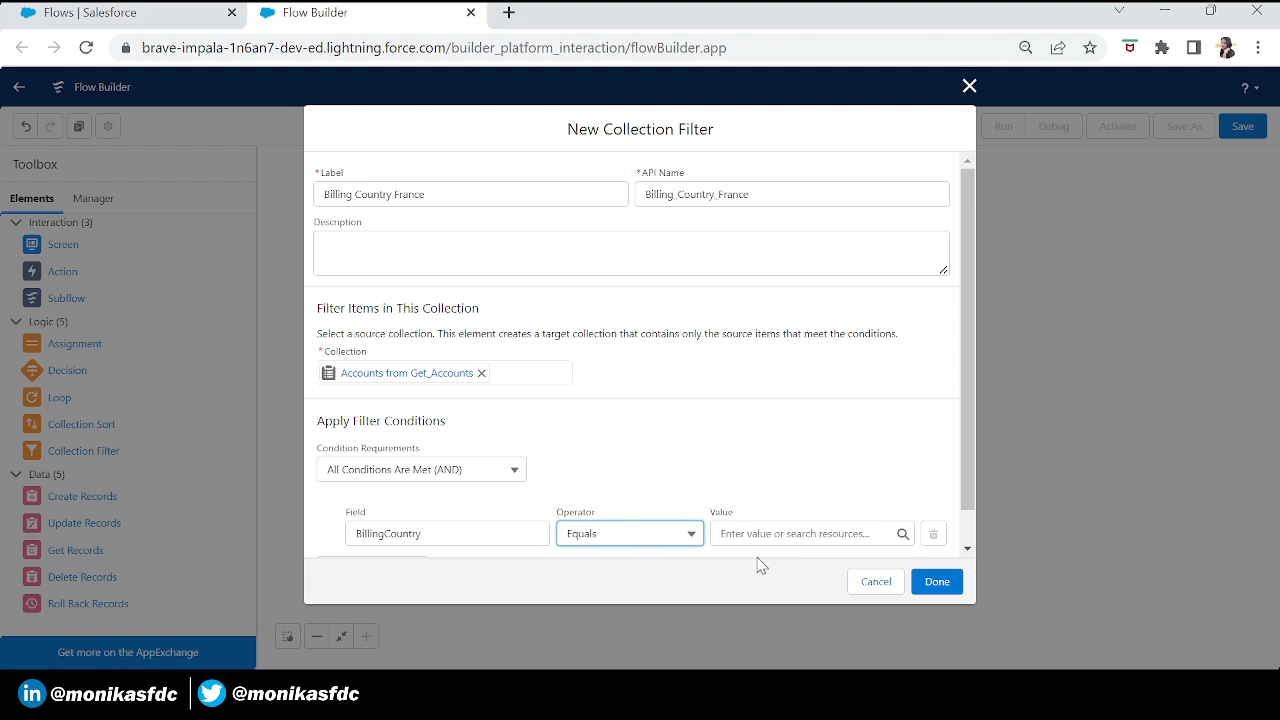 Flows | Salesforce
Flow Builder
brave-impala-1n6an7-dev-ed.lightning.force.com/builder_platform_interaction/flowBuilder.app
Flow Builder
?
Run
Debug
Activate
Save As
Save
Toolbox
Elements
Manager
Interaction (3)
Screen
Action
Subflow
Logic (5)
Assignment
Decision
Loop
Collection Sort
Collection Filter
Data (5)
Create Records
Update Records
Get Records
Delete Records
Roll Back Records
Get more on the AppExchange
New Collection Filter
*Label
*API Name
Billing Country France
Billing_Country_France
Description
Filter Items in This Collection
Select a source collection. This element creates a target collection that contains only the source items that meet the conditions.
*Collection
Accounts from Get_Accounts
Apply Filter Conditions
Condition Requirements
All Conditions Are Met (AND)
Field
Operator
Value
BillingCountry
Equals
Enter value or search resources...
Cancel
Done
in @monikasfdc
@monikasfdc